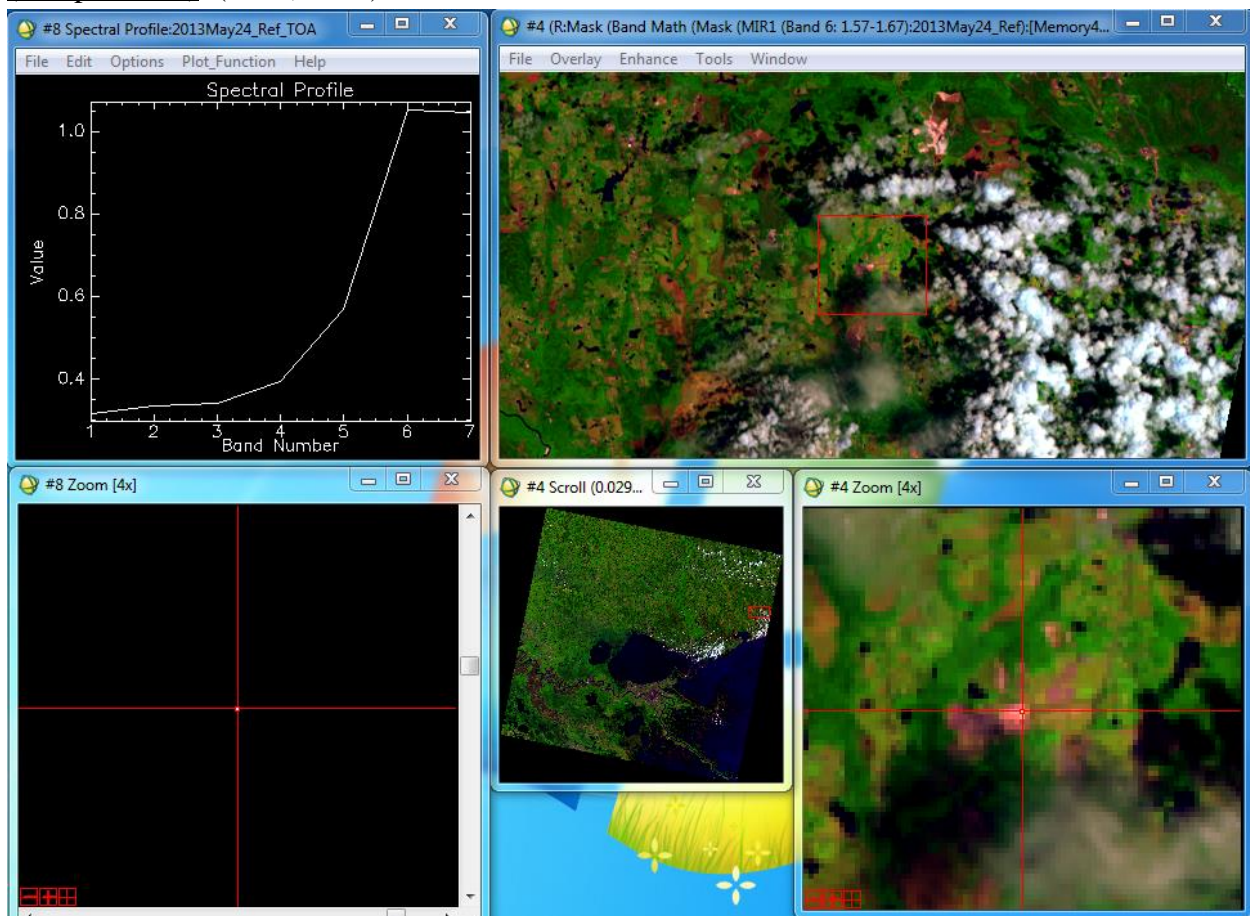 #8 Spectral Profile:2013May24_Ref_TOA
File Edit Options Plot_Function Help
Spectral Profile
Value
1.0
0.8
0.6
0.4
1 2 3 4 5 6 7
Band Number
#4 (R:Mask (Band Math (Mask (MIR1 (Band 6: 1.57-1.67):2013May24_Ref):[Memory4...
File Overlay Enhance Tools Window
#8 Zoom [4x]
#4 Scroll (0.029...
#4 Zoom [4x]